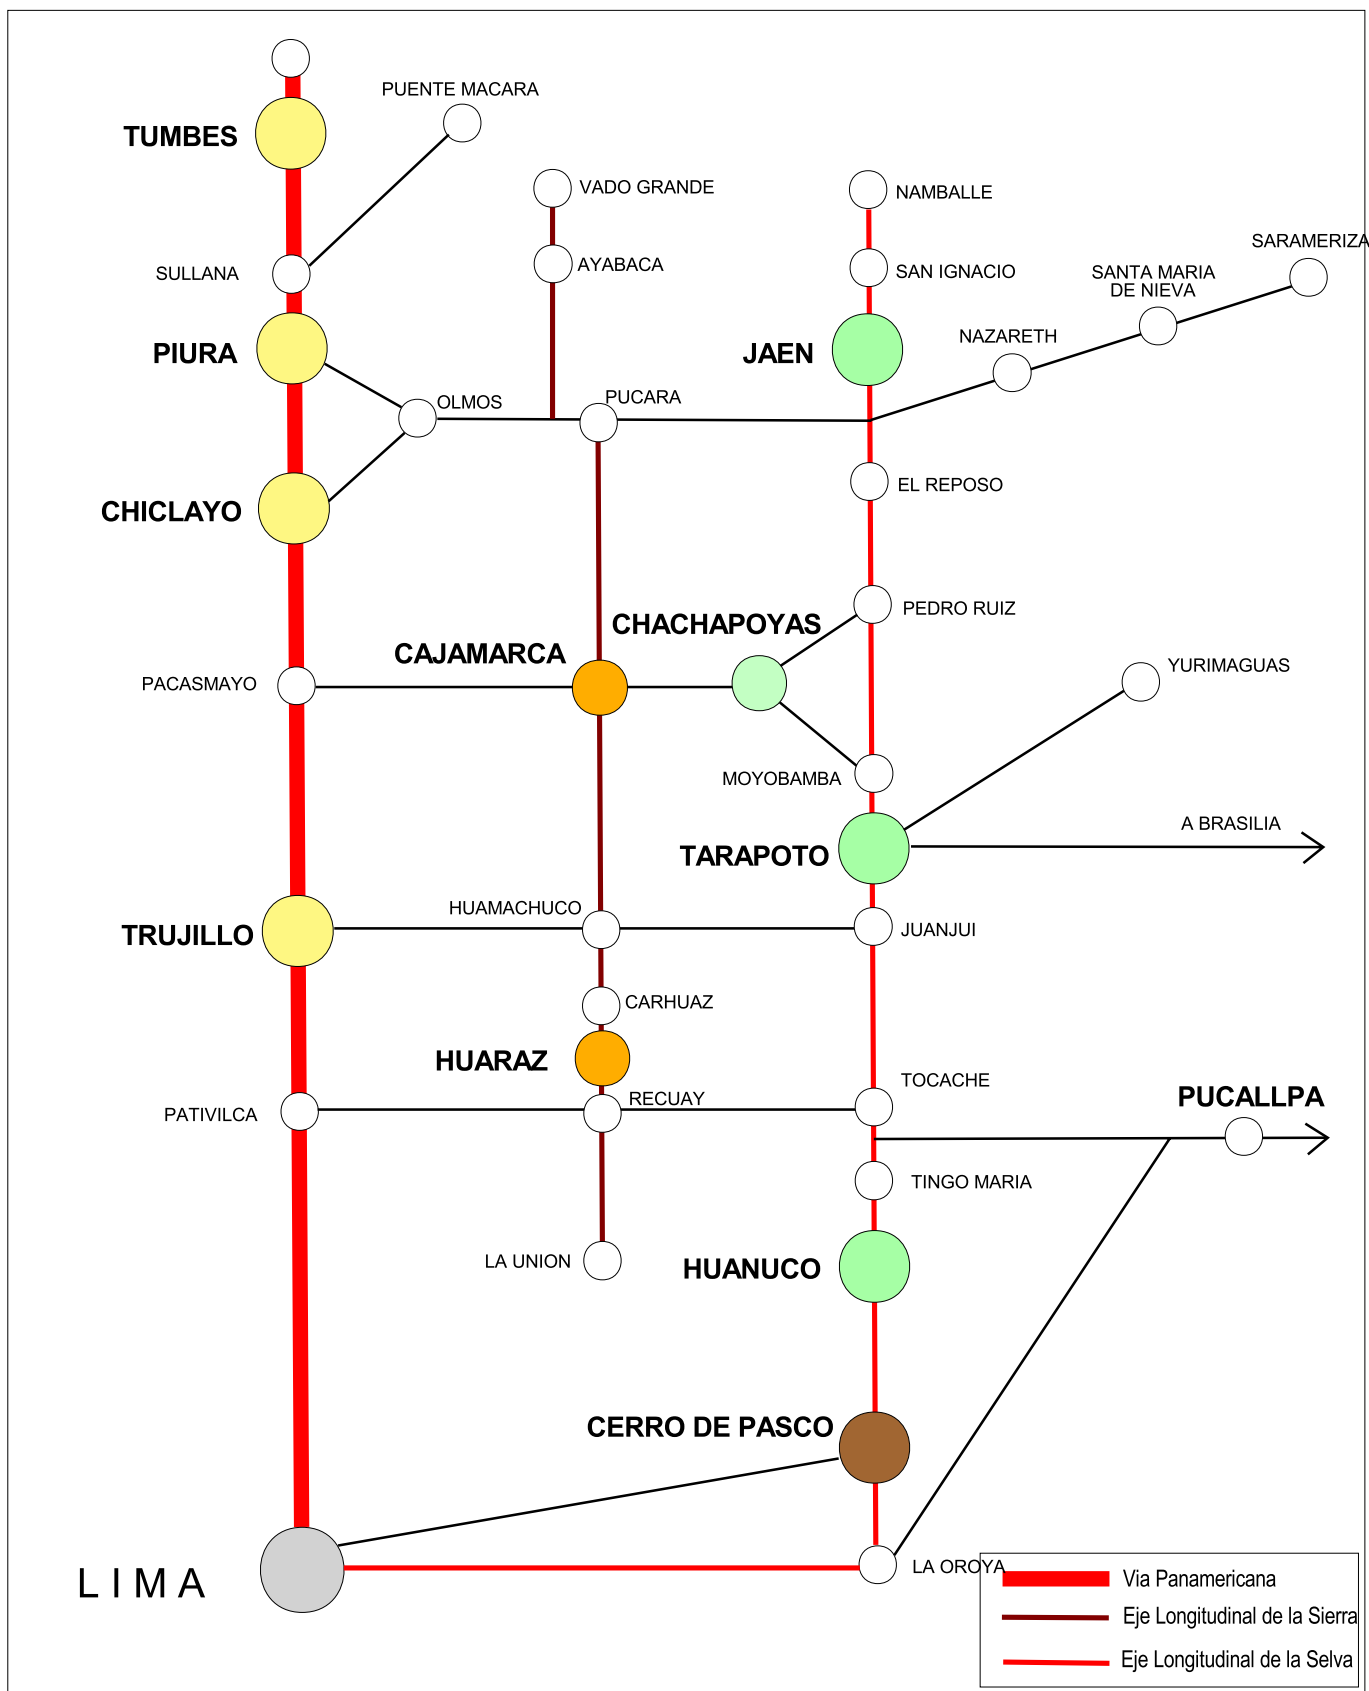 PUENTE MACARA
TUMBES
VADO GRANDE
NAMBALLE
SULLANA
AYABACA
SAN IGNACIO
SARAMERIZA
SANTA MARIA
DE NIEVA
PIURA
JAEN
NAZARETH
OLMOS
PUCARA
CHICLAYO
EL REPOSO
CHACHAPOYAS
PEDRO RUIZ
CAJAMARCA
PACASMAYO
YURIMAGUAS
MOYOBAMBA
A BRASILIA
TARAPOTO
HUAMACHUCO
TRUJILLO
JUANJUI
CARHUAZ
HUARAZ
TOCACHE
RECUAY
PUCALLPA
PATIVILCA
TINGO MARIA
LA UNION
HUANUCO
CERRO DE PASCO
LA OROYA
L I M A
Via Panamericana
Eje Longitudinal de la Sierra
Eje Longitudinal de la Selva